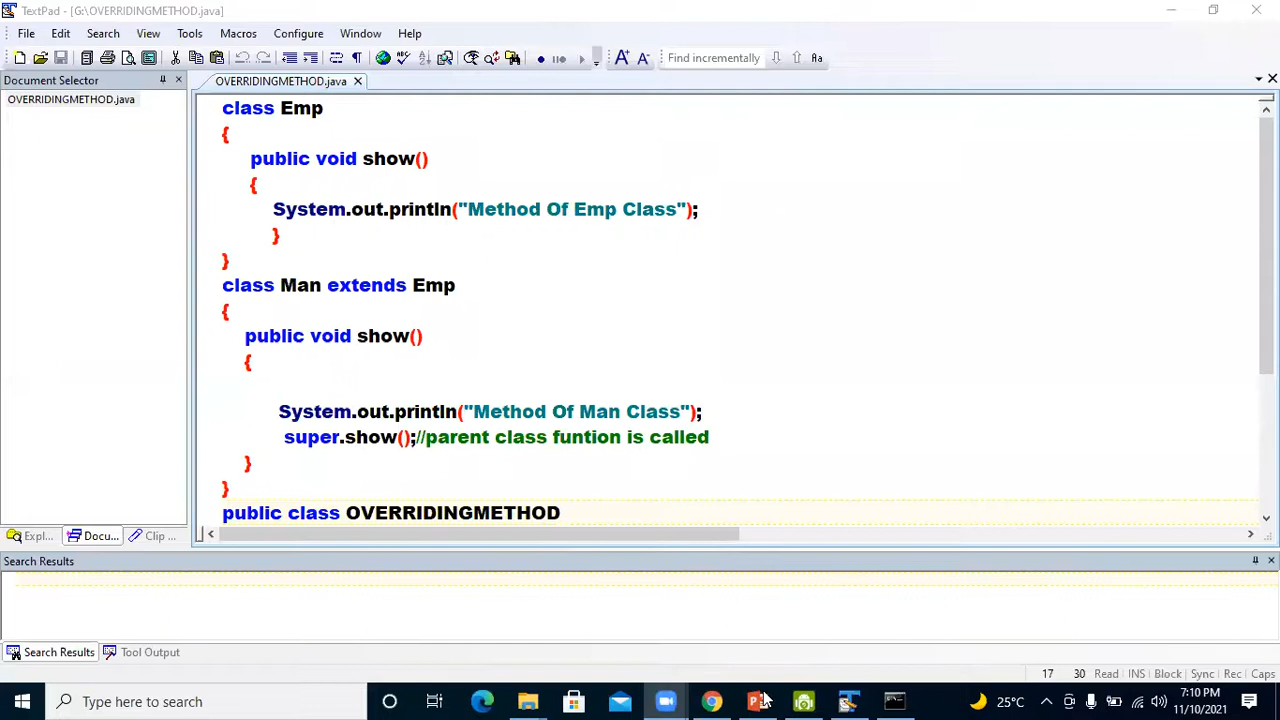 TextPad - [G:\OVERRIDINGMETHOD.java]
File Edit Search View Tools Macros Configure Window Help
Find incrementally Aa
Document Selector
OVERRIDINGMETHOD.java
OVERRIDINGMETHOD.java
class Emp
{
public void show()
{
System.out.println("Method Of Emp Class");
}
}
class Man extends Emp
{
public void show()
{
System.out.println("Method Of Man Class");
super.show();//parent class funtion is called
}
}
public class OVERRIDINGMETHOD
Expl... Docu... Clip ...
Search Results
Search Results Tool Output
17 30 Read INS Block Sync Rec Caps
Type here to search
25°C
7:10 PM
11/10/2021